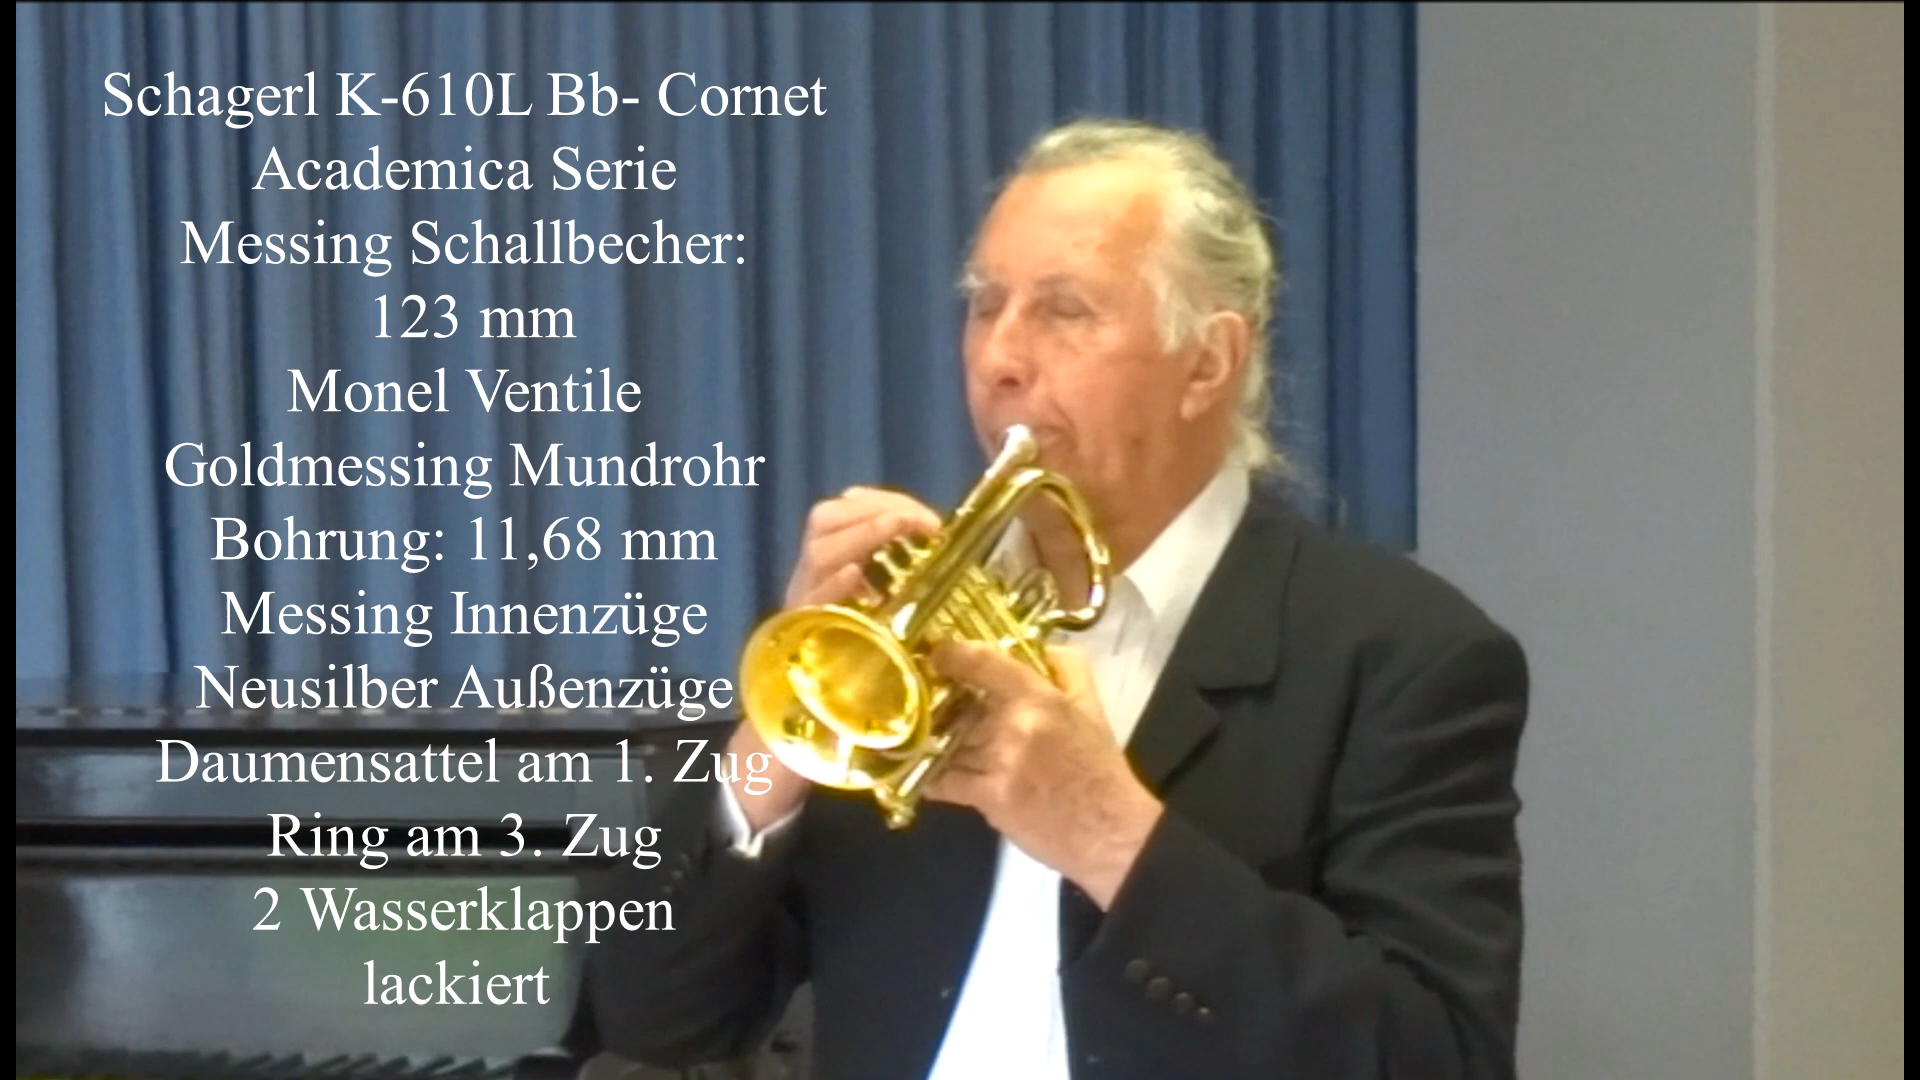 Schagerl K-610L Bb- Cornet
Academica Serie
Messing Schallbecher:
123 mm
Monel Ventile
Goldmessing Mundrohr
Bohrung: 11,68 mm
Messing Innenzüge
Neusilber Außenzüge
Daumensattel am 1. Zug
Ring am 3. Zug
2 Wasserklappen
lackiert